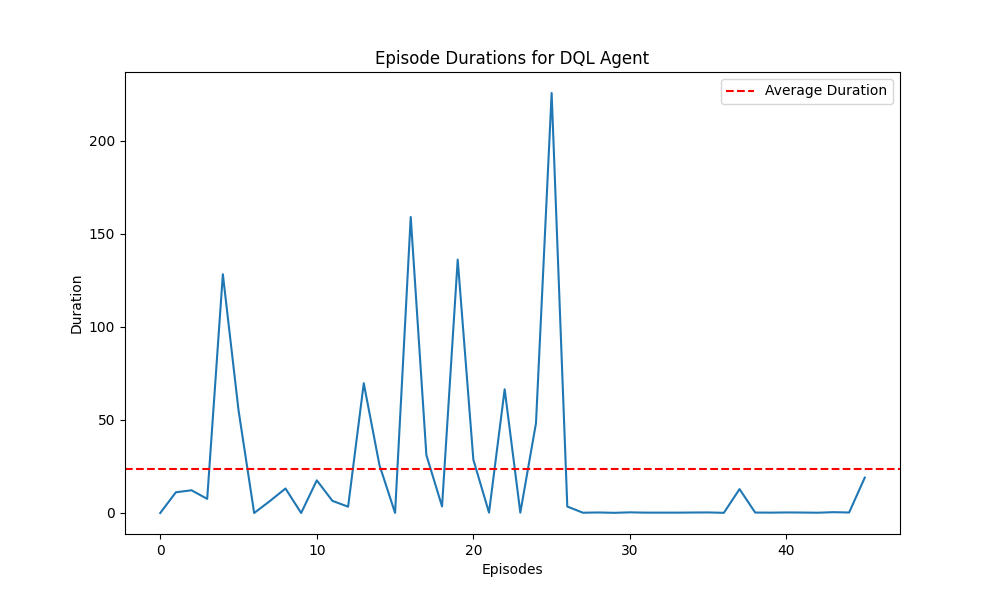 Episode Durations for DQL Agent
Average Duration
Duration
200
150
100
50
0
0 10 20 30 40
Episodes